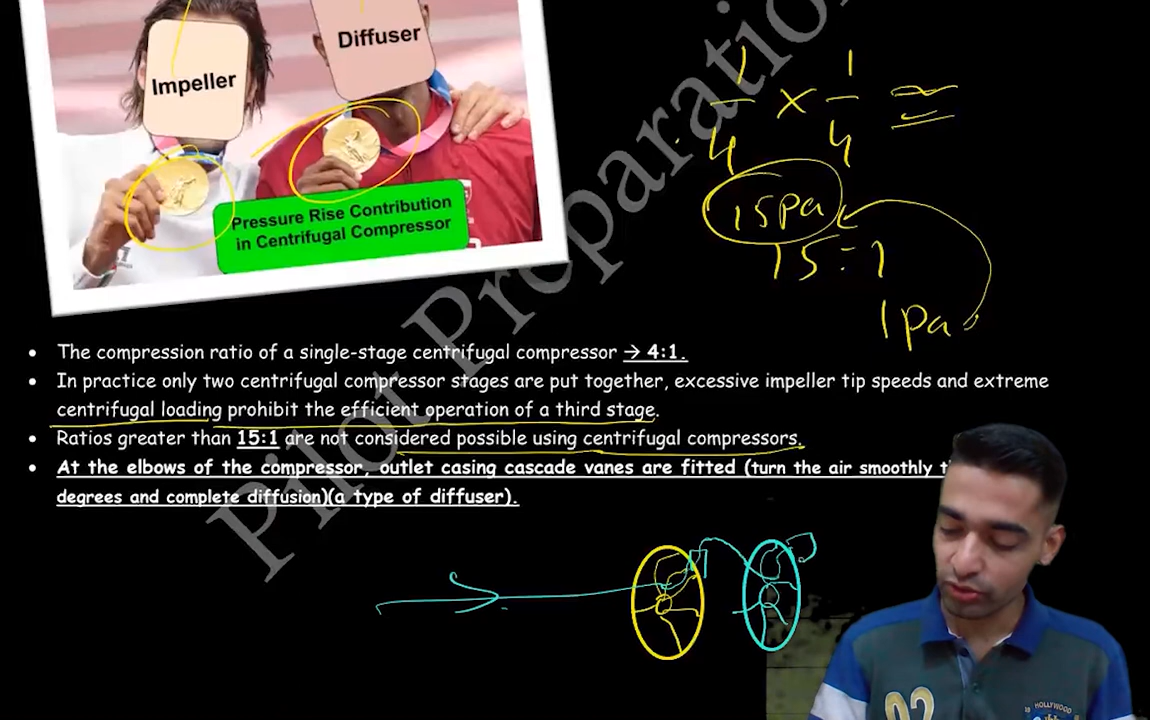 Impeller
Diffuser
Pressure Rise Contribution
in Centrifugal Compressor
1/4 × 1/4 ≈
15pa
15:1
1pa
• The compression ratio of a single-stage centrifugal compressor → 4:1.
• In practice only two centrifugal compressor stages are put together, excessive impeller tip speeds and extreme
centrifugal loading prohibit the efficient operation of a third stage.
• Ratios greater than 15:1 are not considered possible using centrifugal compressors.
• At the elbows of the compressor, outlet casing cascade vanes are fitted (turn the air smoothly
degrees and complete diffusion)(a type of diffuser).
Pilot Preparatio
HOLLYWOOD